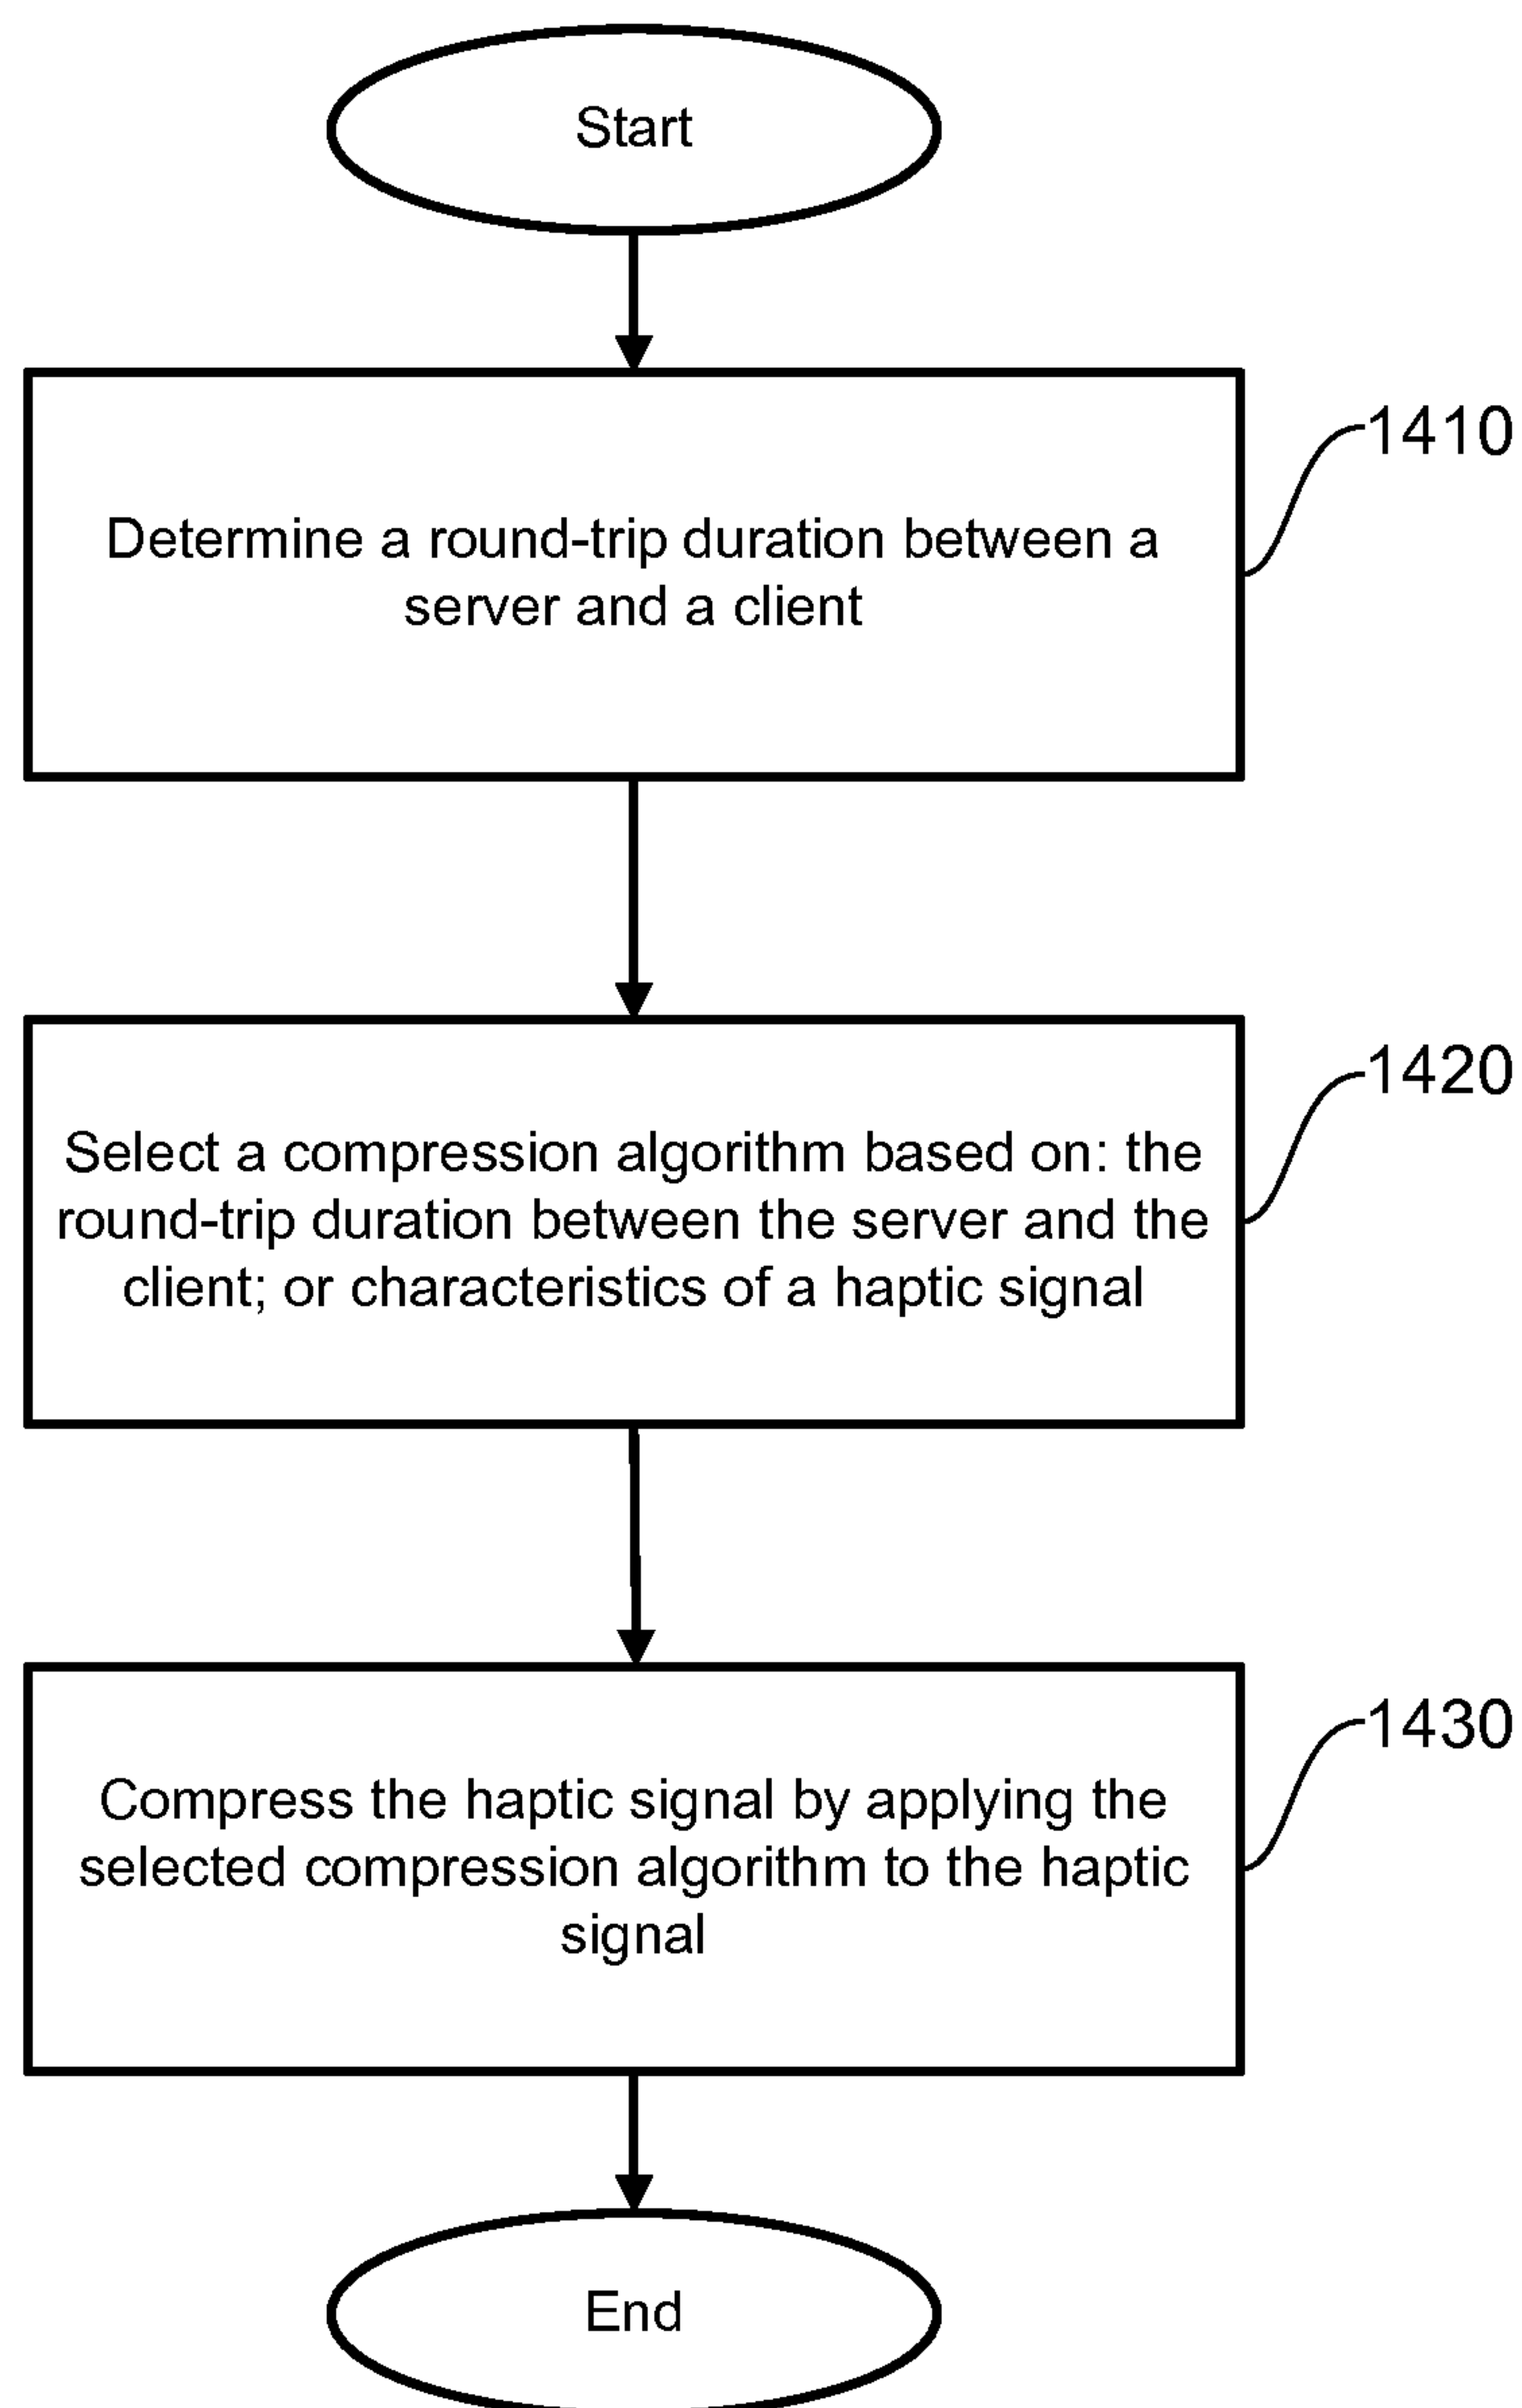 Start
1410
Determine a round-trip duration between a
server and a client
1420
Select a compression algorithm based on: the
round-trip duration between the server and the
client; or characteristics of a haptic signal
1430
Compress the haptic signal by applying the
selected compression algorithm to the haptic
signal
End